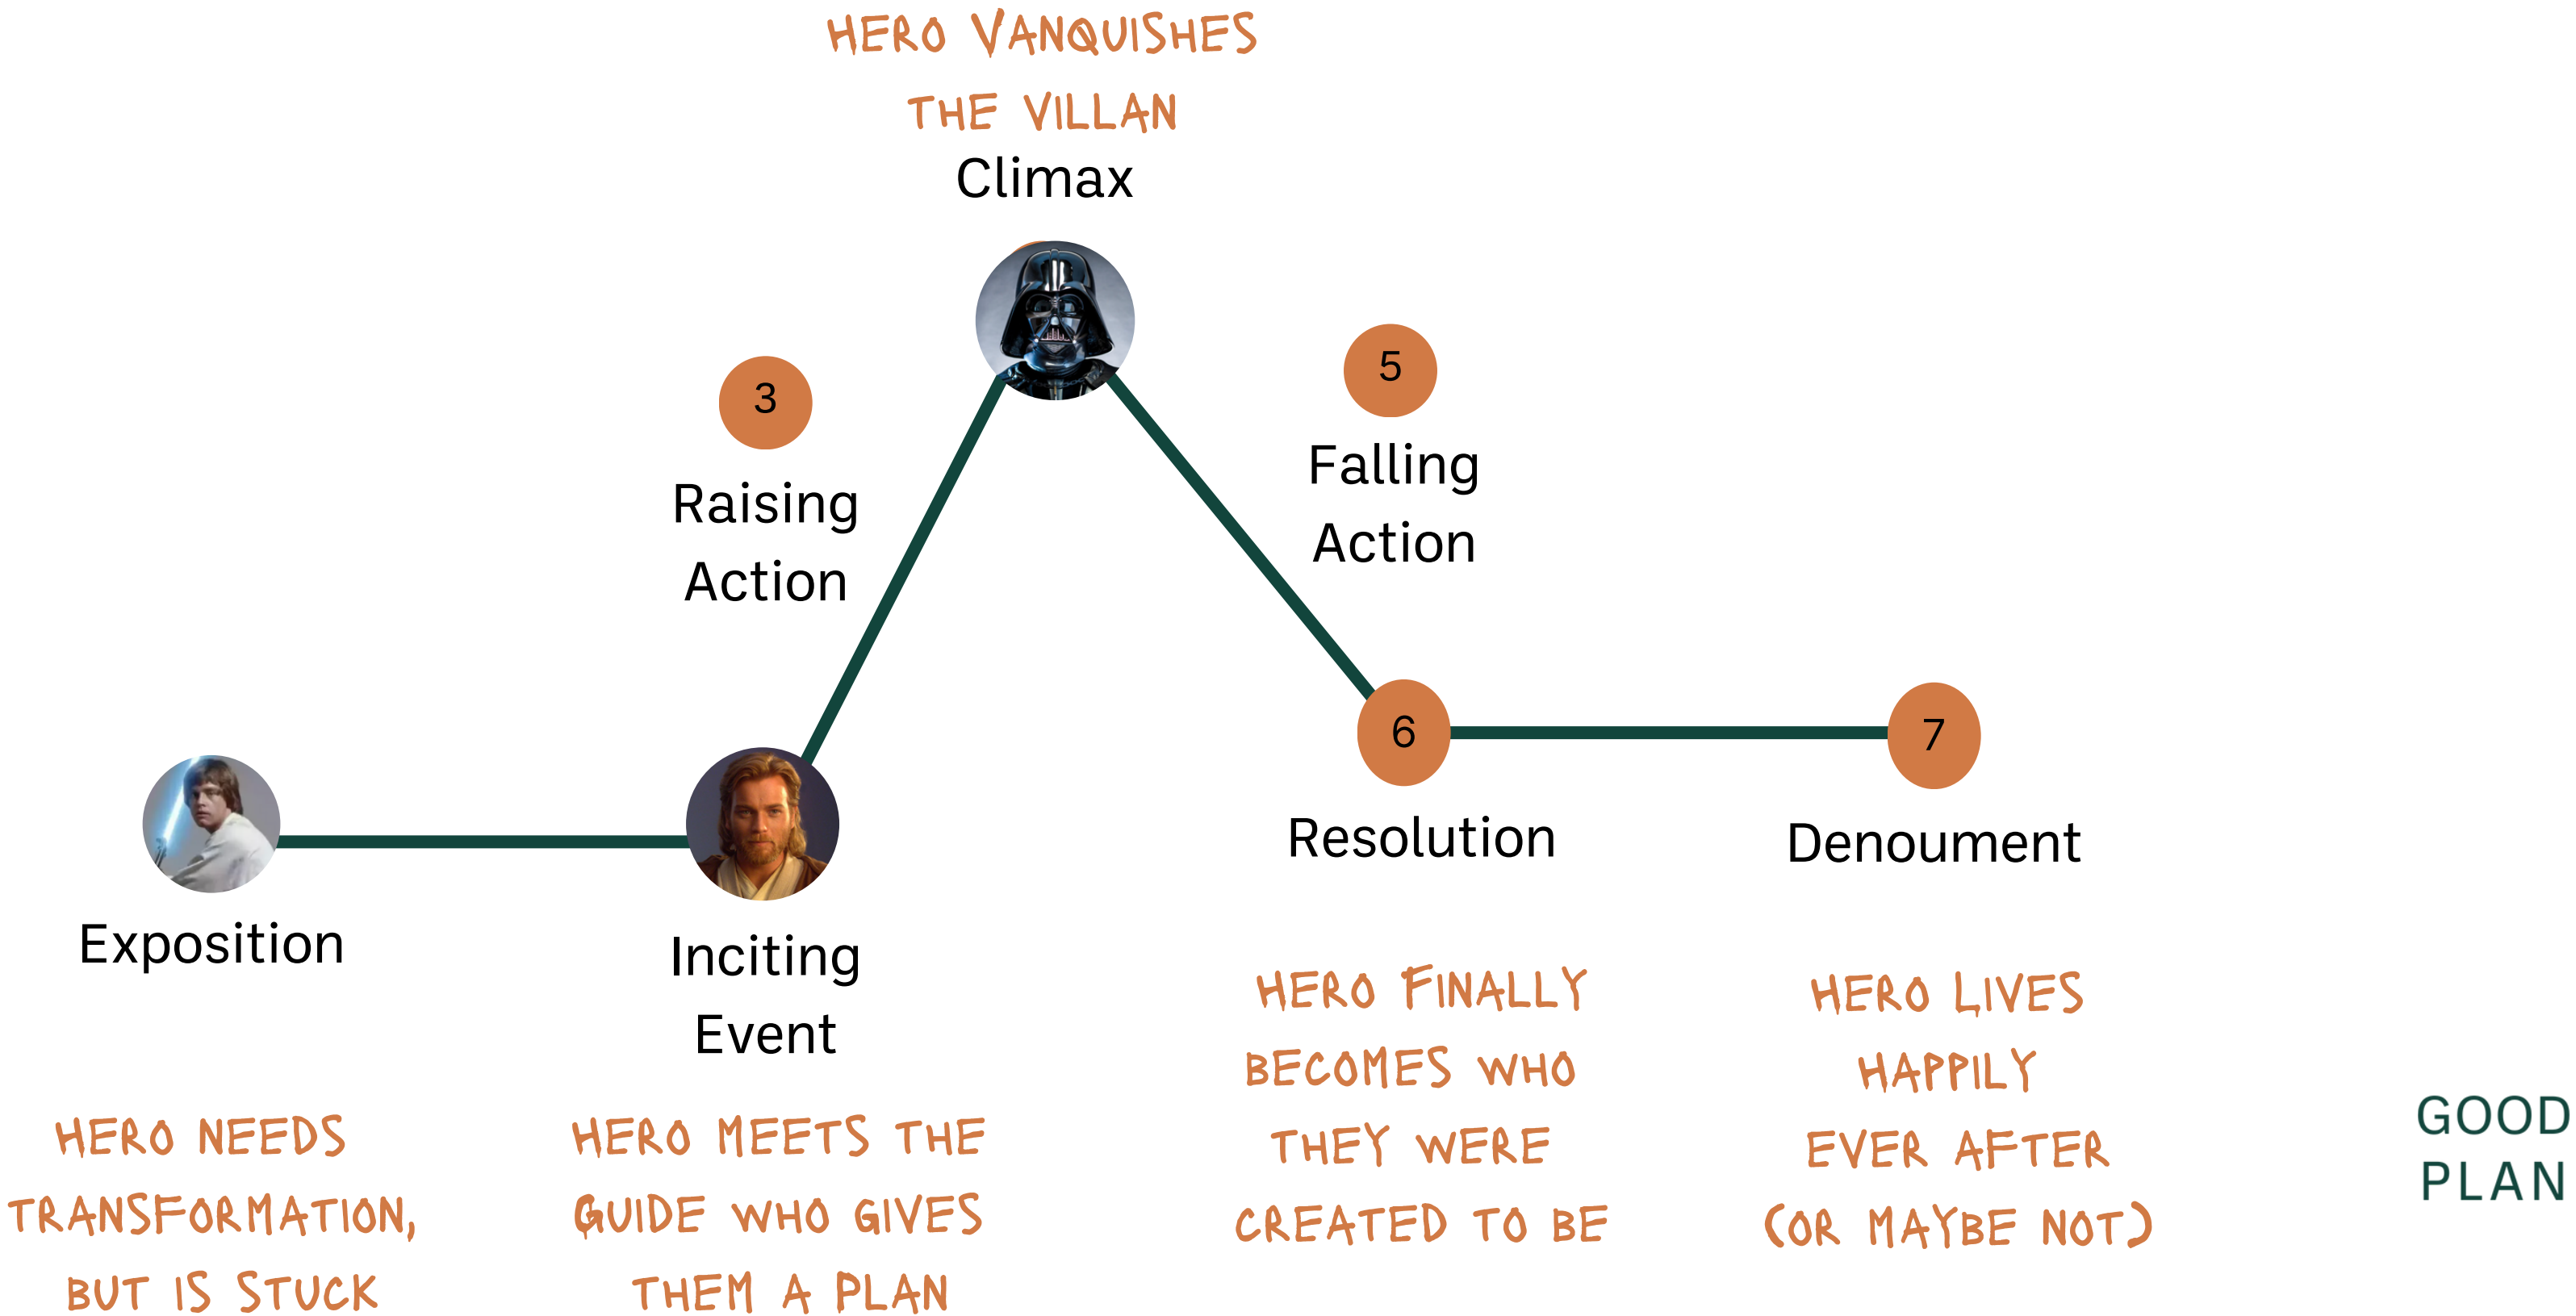 HERO VANQUISHES
THE VILLAN
Climax
3
Raising
Action
5
Falling
Action
Exposition
HERO NEEDS
TRANSFORMATION,
BUT IS STUCK
Inciting
Event
HERO MEETS THE
GUIDE WHO GIVES
THEM A PLAN
6
Resolution
HERO FINALLY
BECOMES WHO
THEY WERE
CREATED TO BE
7
Denoument
HERO LIVES
HAPPILY
EVER AFTER
(OR MAYBE NOT)
GOOD
PLAN